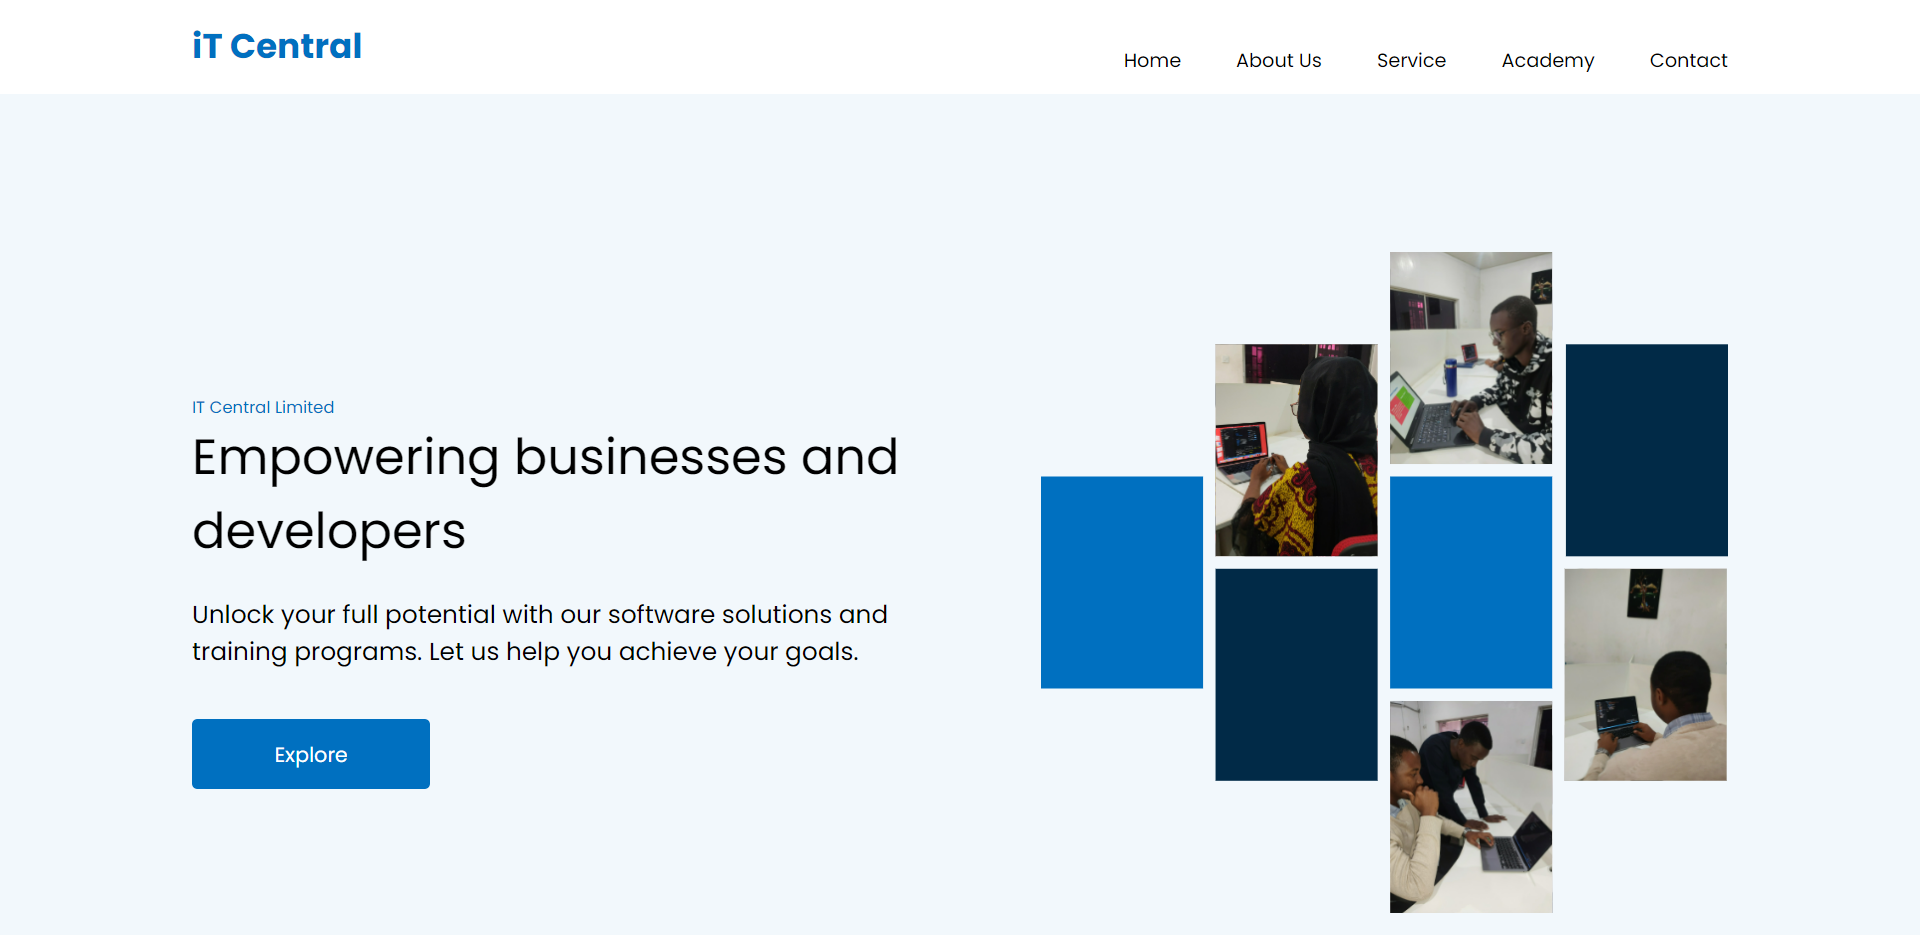 iT Central
Home About Us Service Academy Contact
IT Central Limited
Empowering businesses and
developers
Unlock your full potential with our software solutions and
training programs. Let us help you achieve your goals.
Explore